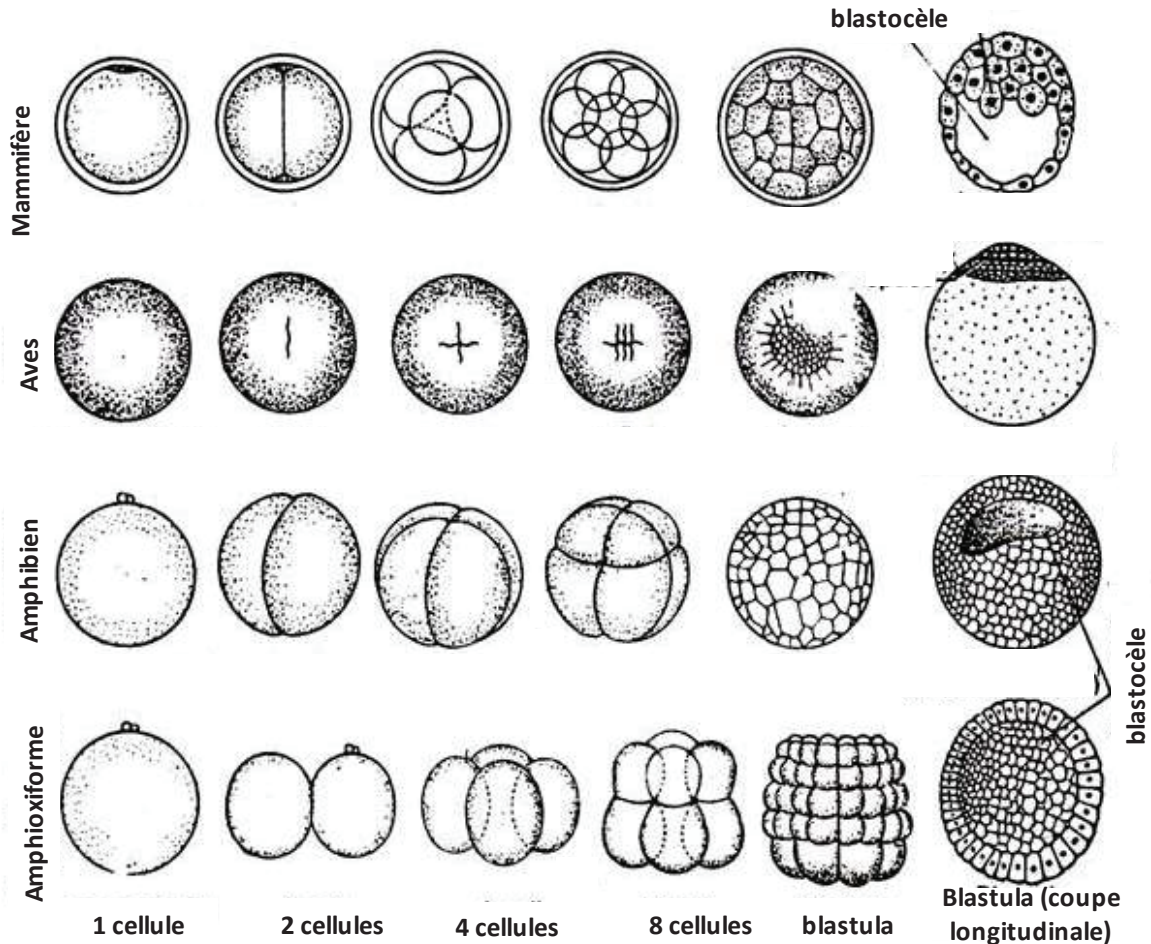 blastocèle
Mammifère
Aves
Amphibien
blastocèle
Amphioxiforme
1 cellule
2 cellules
4 cellules
8 cellules
blastula
Blastula (coupe
longitudinale)